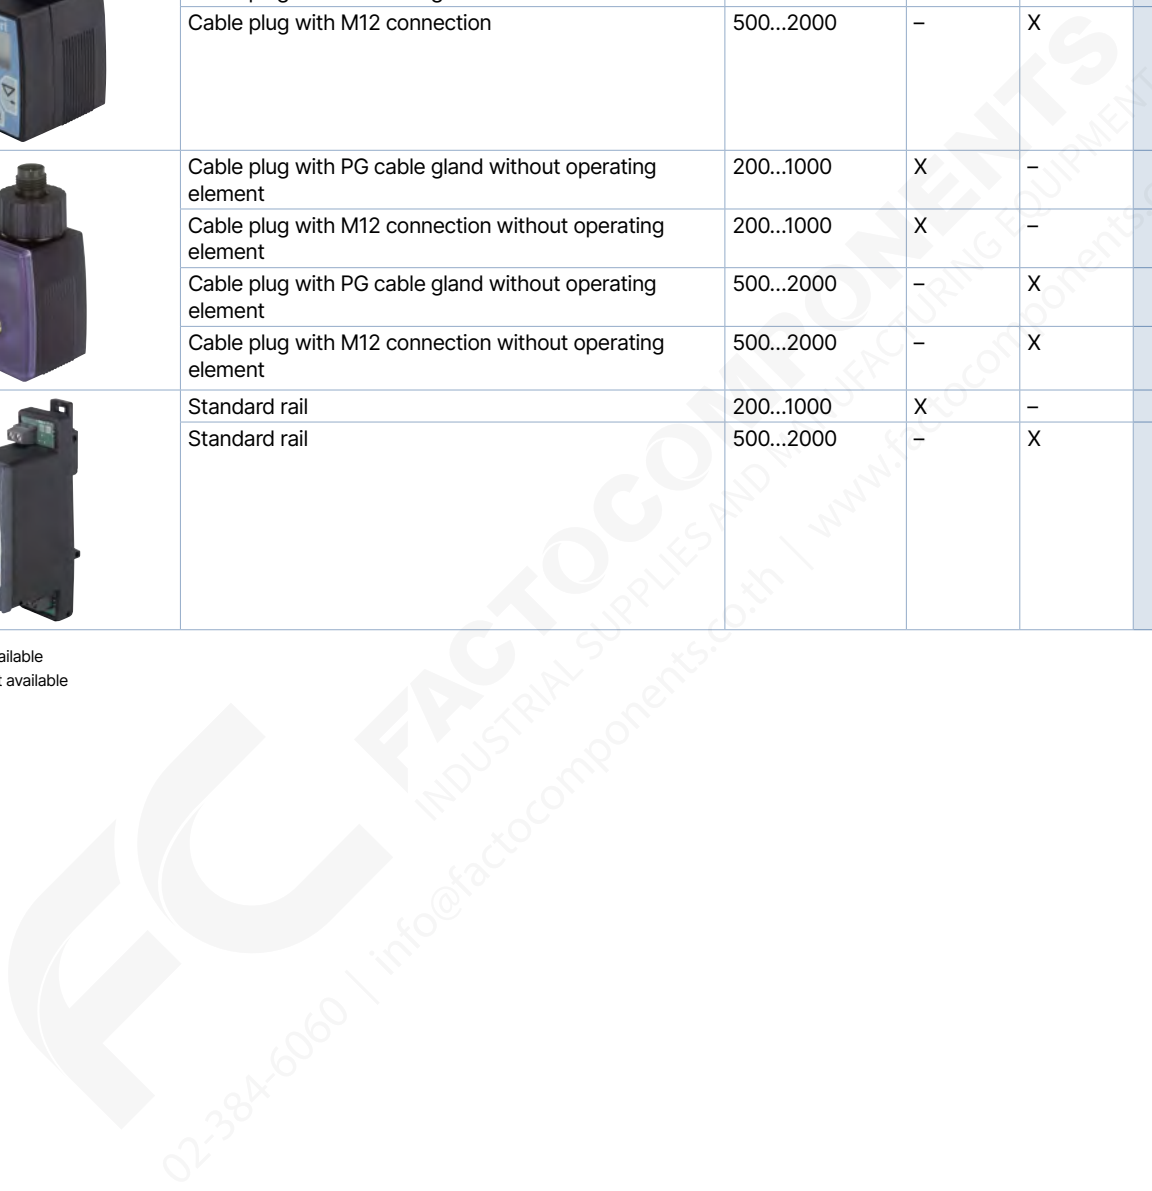 Cable plug with M12 connection 500...2000 – X
Cable plug with PG cable gland without operating element 200...1000 X –
Cable plug with M12 connection without operating element 200...1000 X –
Cable plug with PG cable gland without operating element 500...2000 – X
Cable plug with M12 connection without operating element 500...2000 – X
Standard rail 200...1000 X –
Standard rail 500...2000 – X
available
FACTOCOMPONENTS
INDUSTRIAL SUPPLIES AND MANUFACTURING EQUIPMENT
02-384-6060 | info@factocomponents.co.th | www.factocomponents.c
FC